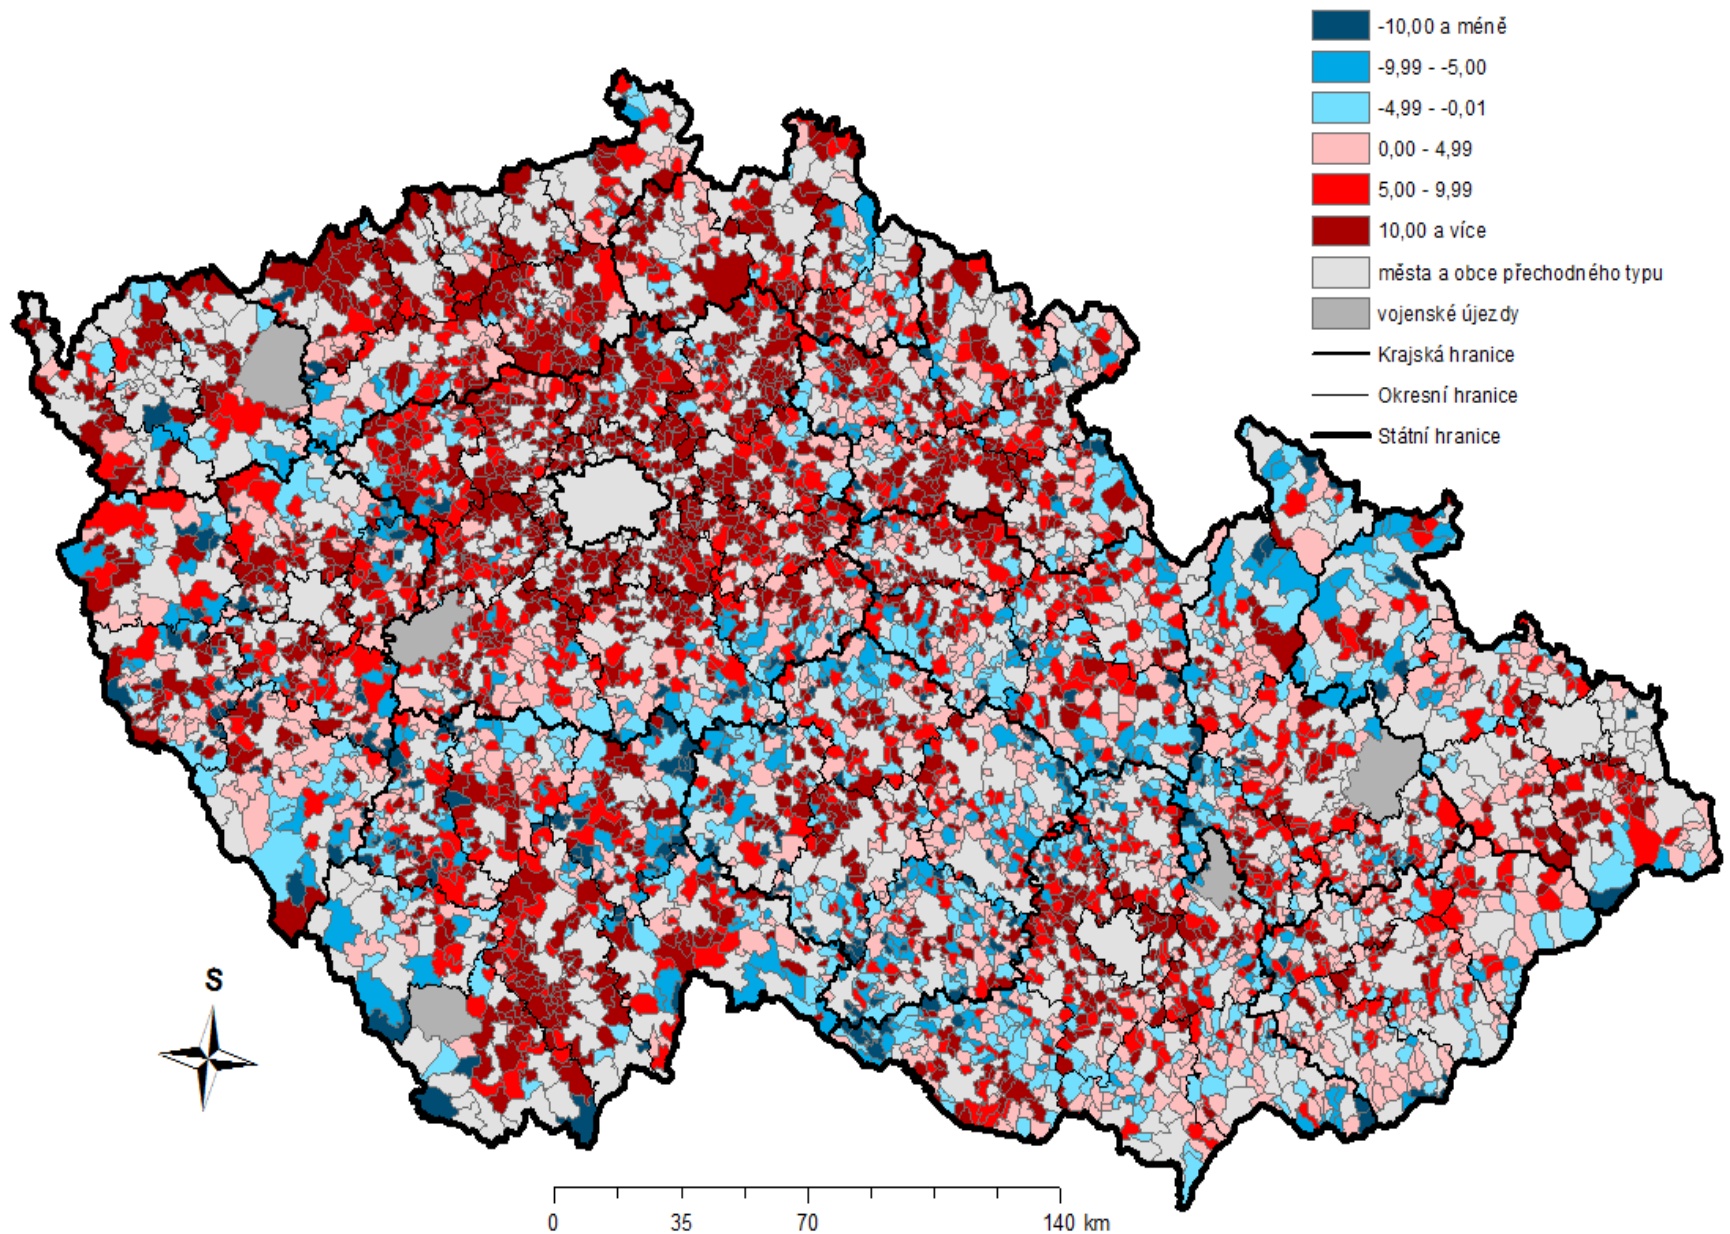 -10,00 a méně
-9,99 - -5,00
-4,99 - -0,01
0,00 - 4,99
5,00 - 9,99
10,00 a více
města a obce přechodného typu
vojenské újezdy
Krajská hranice
Okresní hranice
Státní hranice
S
0 35 70 140 km